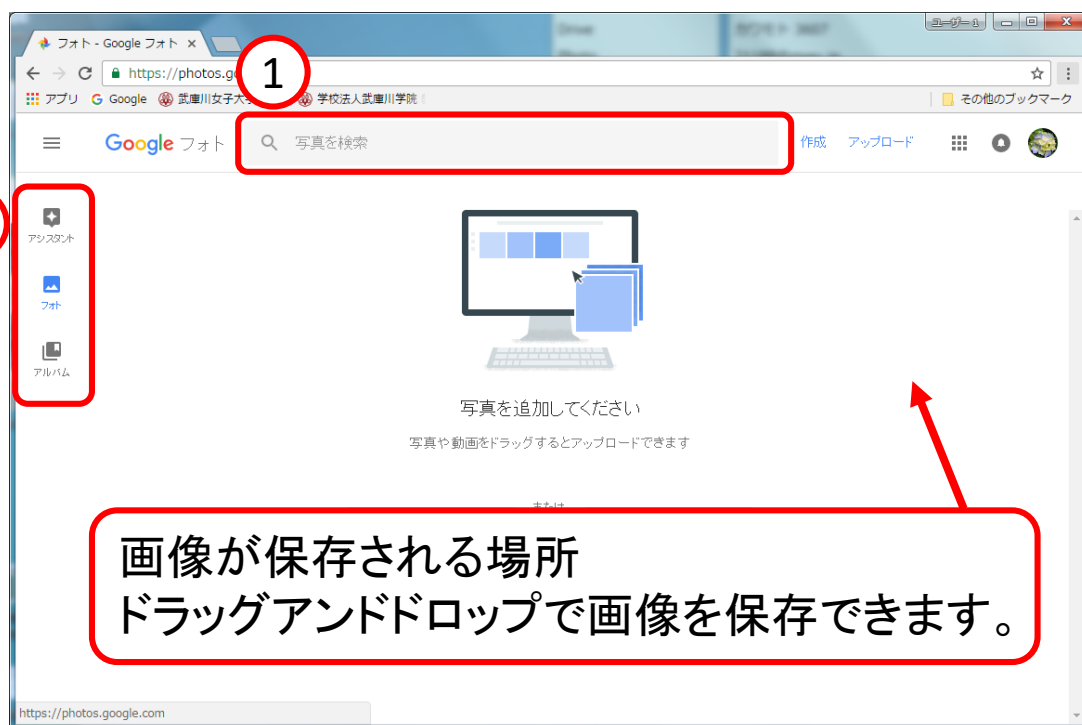 ユーザー1
フォト - Google フォト
https://photos.g
1
アプリ
Google
武庫川女子大
学校法人武庫川学院
その他のブックマーク
Google フォト
写真を検索
作成
アップロード
アシスタント
フォト
アルバム
写真を追加してください
写真や動画をドラッグするとアップロードできます
または
画像が保存される場所
ドラッグアンドドロップで画像を保存できます。
https://photos.google.com